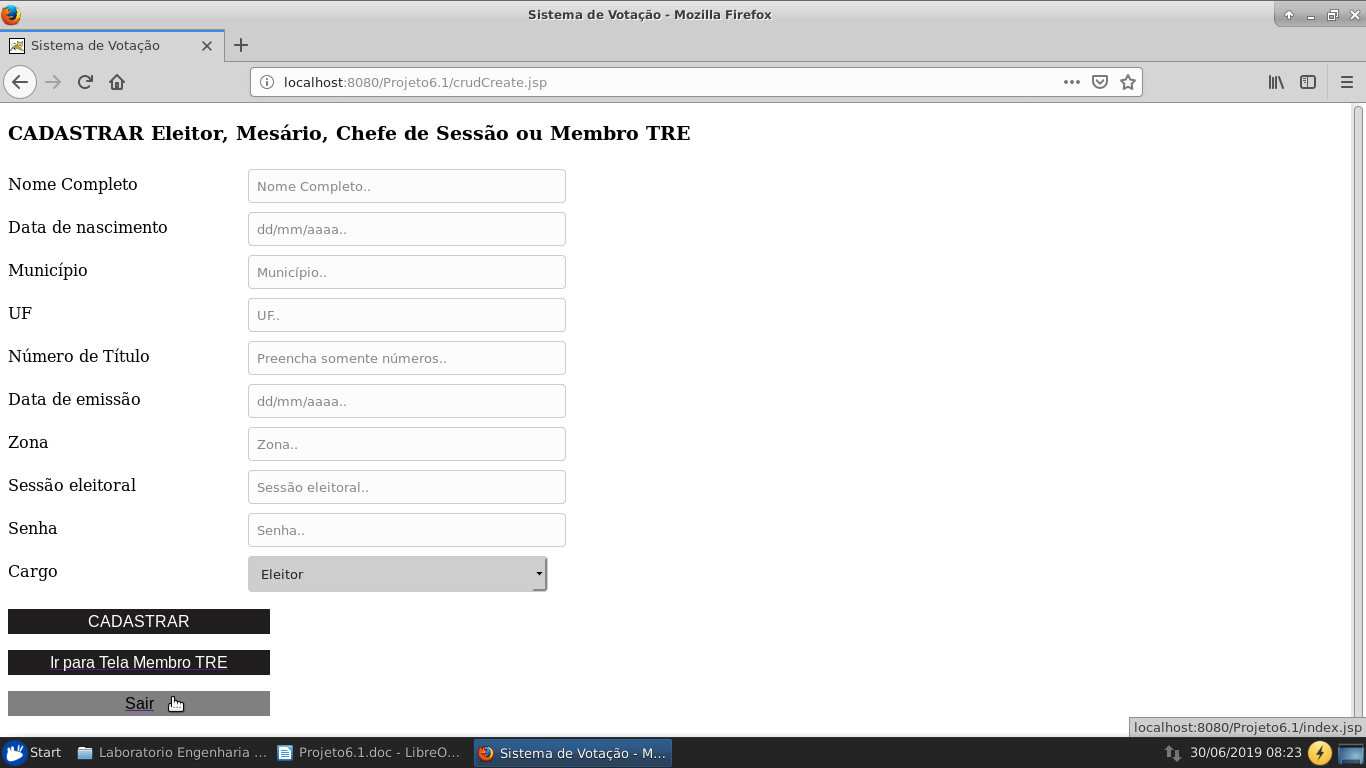 Sistema de Votação - Mozilla Firefox
Sistema de Votação
localhost:8080/Projeto6.1/crudCreate.jsp
CADASTRAR Eleitor, Mesário, Chefe de Sessão ou Membro TRE
Nome Completo Nome Completo..
Data de nascimento dd/mm/aaaa..
Município Município..
UF UF..
Número de Título Preencha somente números..
Data de emissão dd/mm/aaaa..
Zona Zona..
Sessão eleitoral Sessão eleitoral..
Senha Senha..
Cargo Eleitor
CADASTRAR
Ir para Tela Membro TRE
Sair
localhost:8080/Projeto6.1/index.jsp
Start Laboratorio Engenharia ... Projeto6.1.doc - LibreO... Sistema de Votação - M... 30/06/2019 08:23